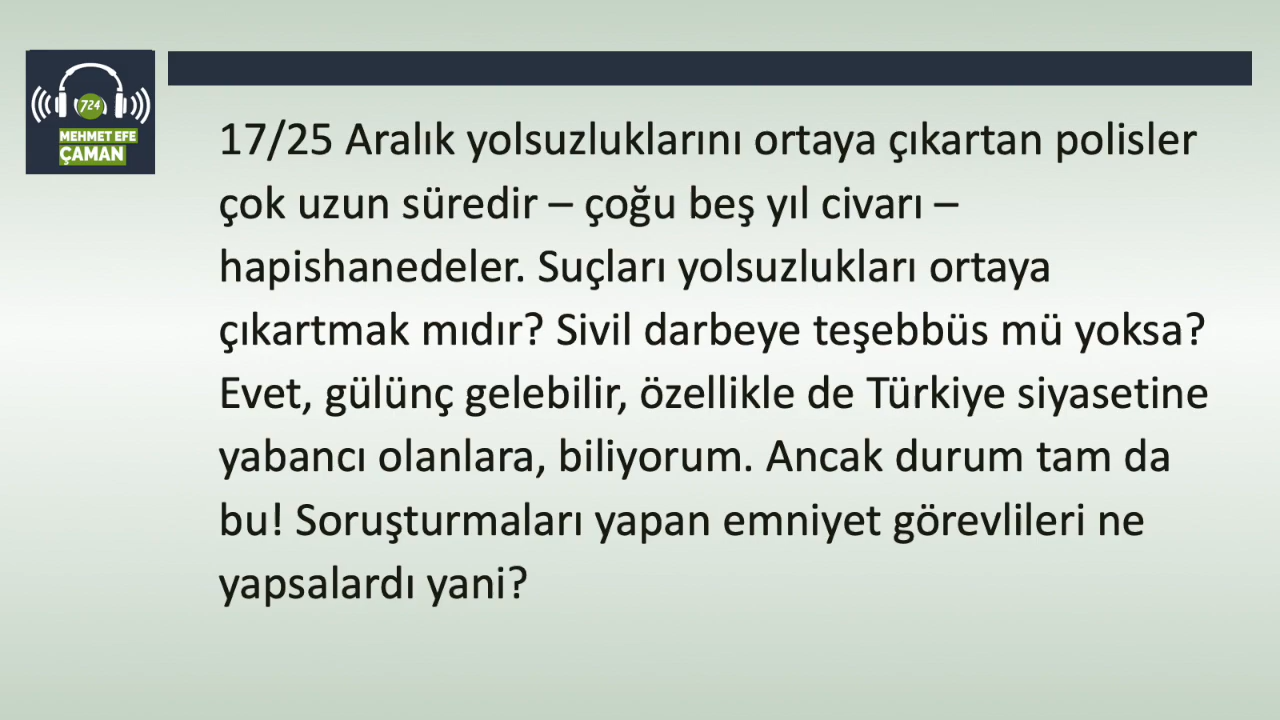 724
MEHMET EFE
ÇAMAN
17/25 Aralık yolsuzluklarını ortaya çıkartan polisler
çok uzun süredir – çoğu beş yıl civarı –
hapishanedeler. Suçları yolsuzlukları ortaya
çıkartmak mıdır? Sivil darbeye teşebbüs mü yoksa?
Evet, gülünç gelebilir, özellikle de Türkiye siyasetine
yabancı olanlara, biliyorum. Ancak durum tam da
bu! Soruşturmaları yapan emniyet görevlileri ne
yapsalardı yani?